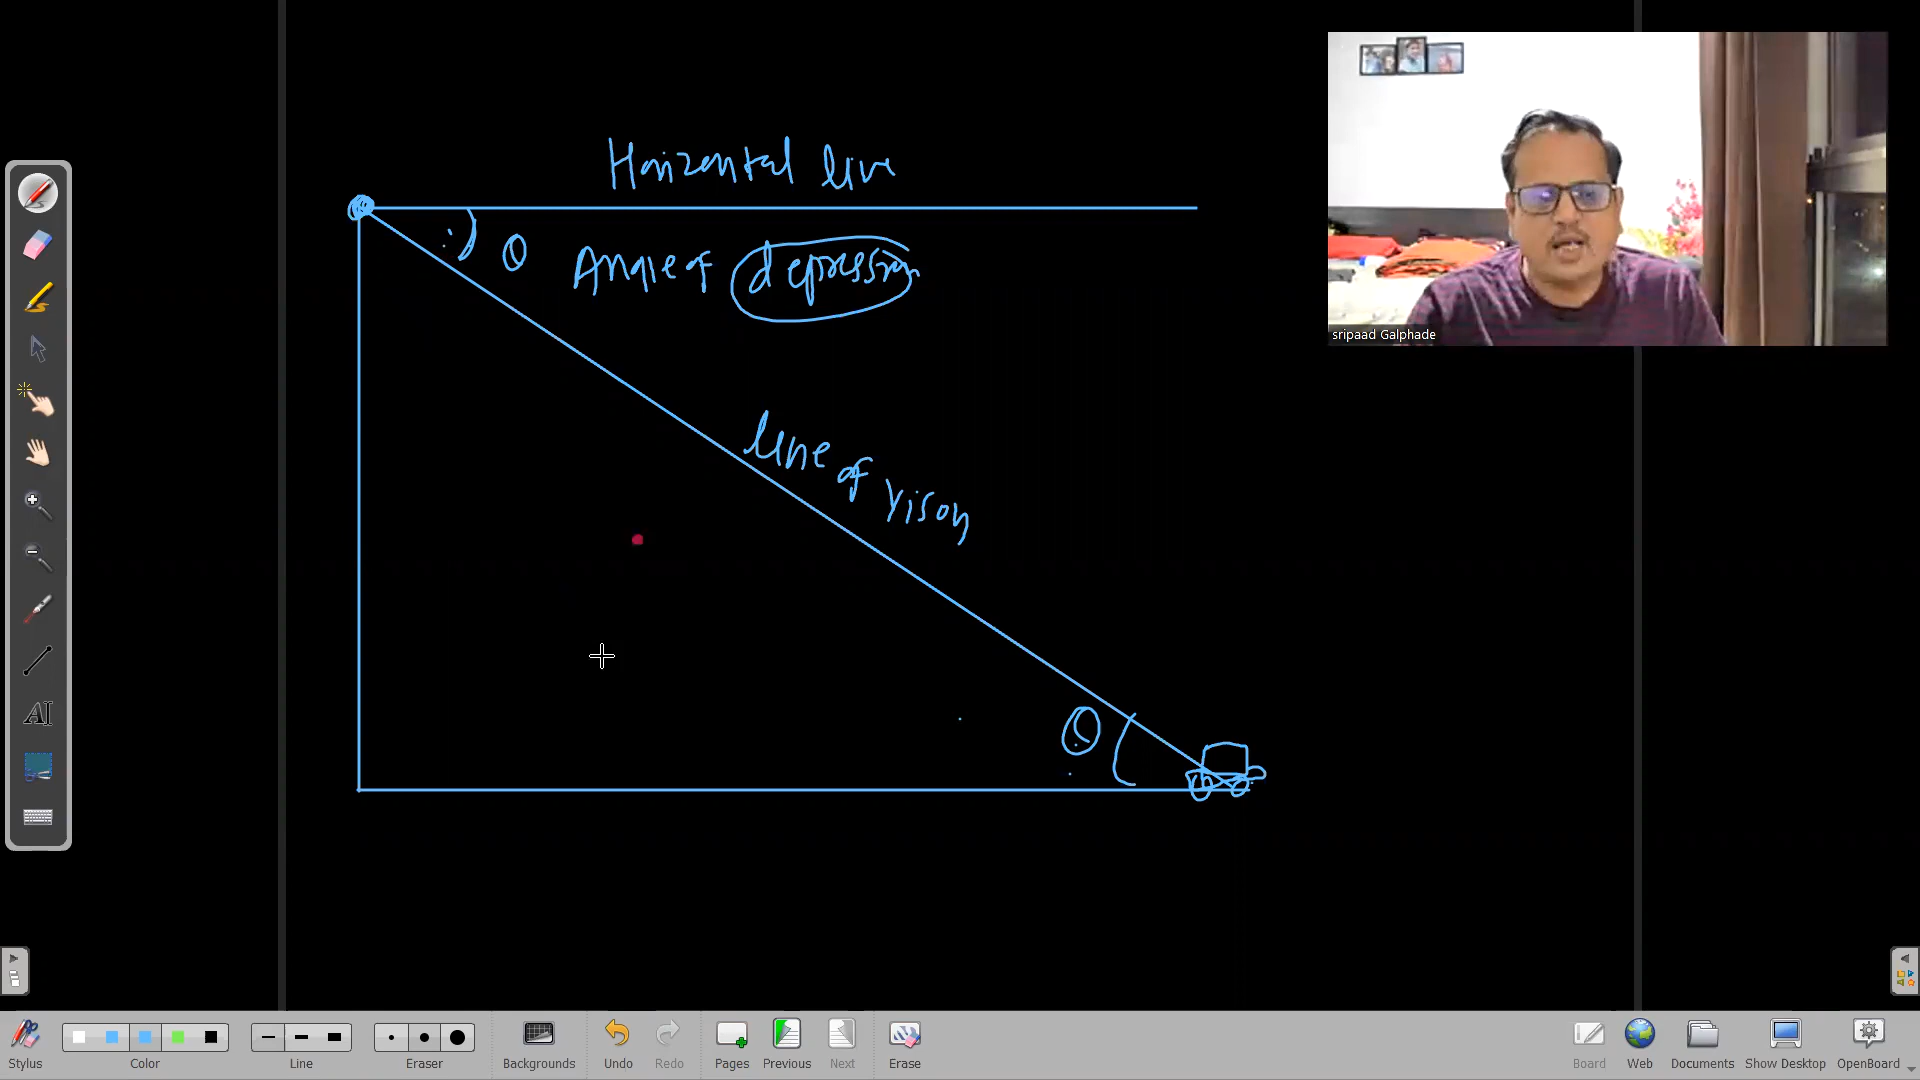 Horizontal line
θ Angle of depression
line of vison
θ
sripaad Galphade
AI
Stylus
Color
Line
Eraser
Backgrounds
Undo
Redo
Pages
Previous
Next
Erase
Board
Web
Documents
Show Desktop
OpenBoard